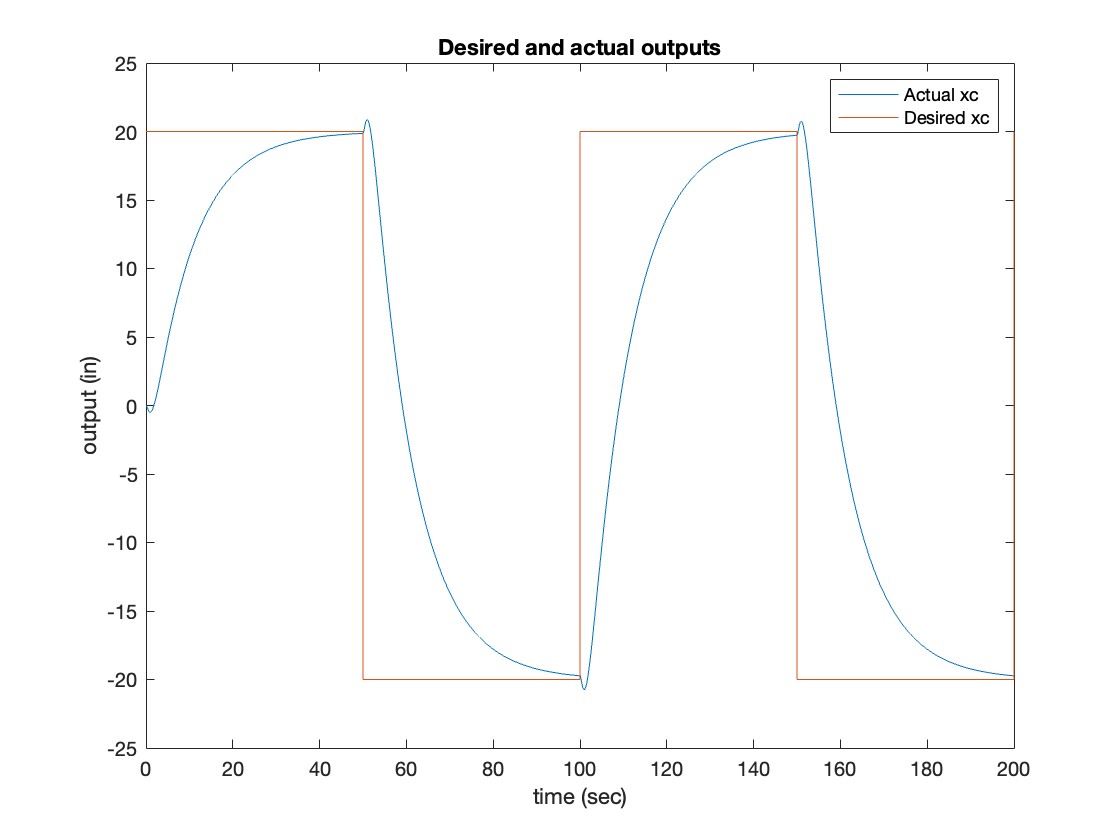 Desired and actual outputs
Actual xc
Desired xc
output (in)
25
20
15
10
5
0
-5
-10
-15
-20
-25
0 20 40 60 80 100 120 140 160 180 200
time (sec)